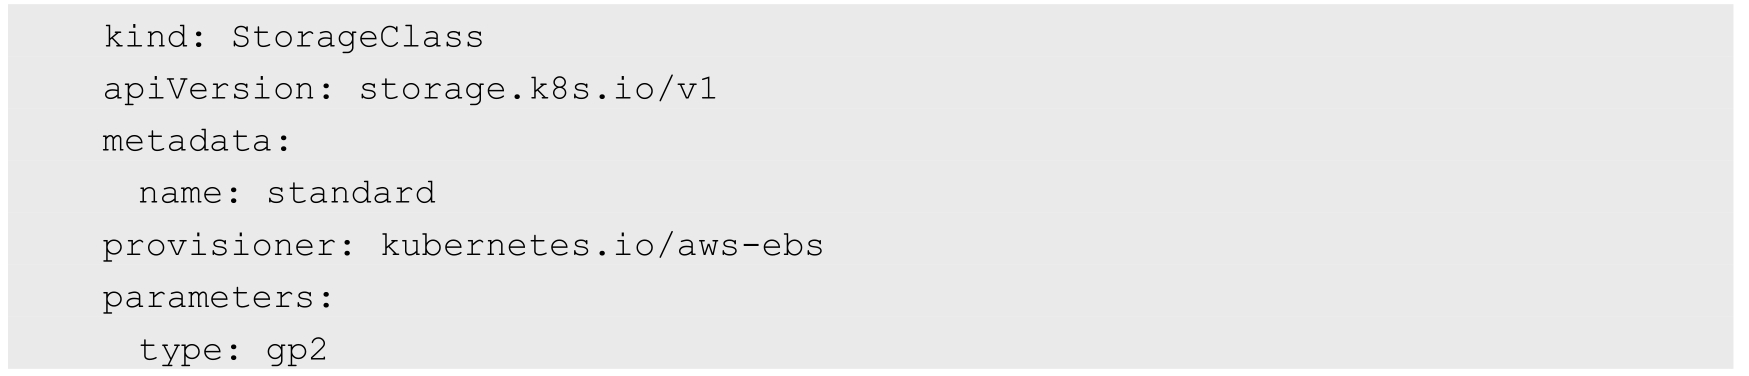 kind: StorageClass
apiVersion: storage.k8s.io/v1
metadata:
  name: standard
provisioner: kubernetes.io/aws-ebs
parameters:
  type: gp2